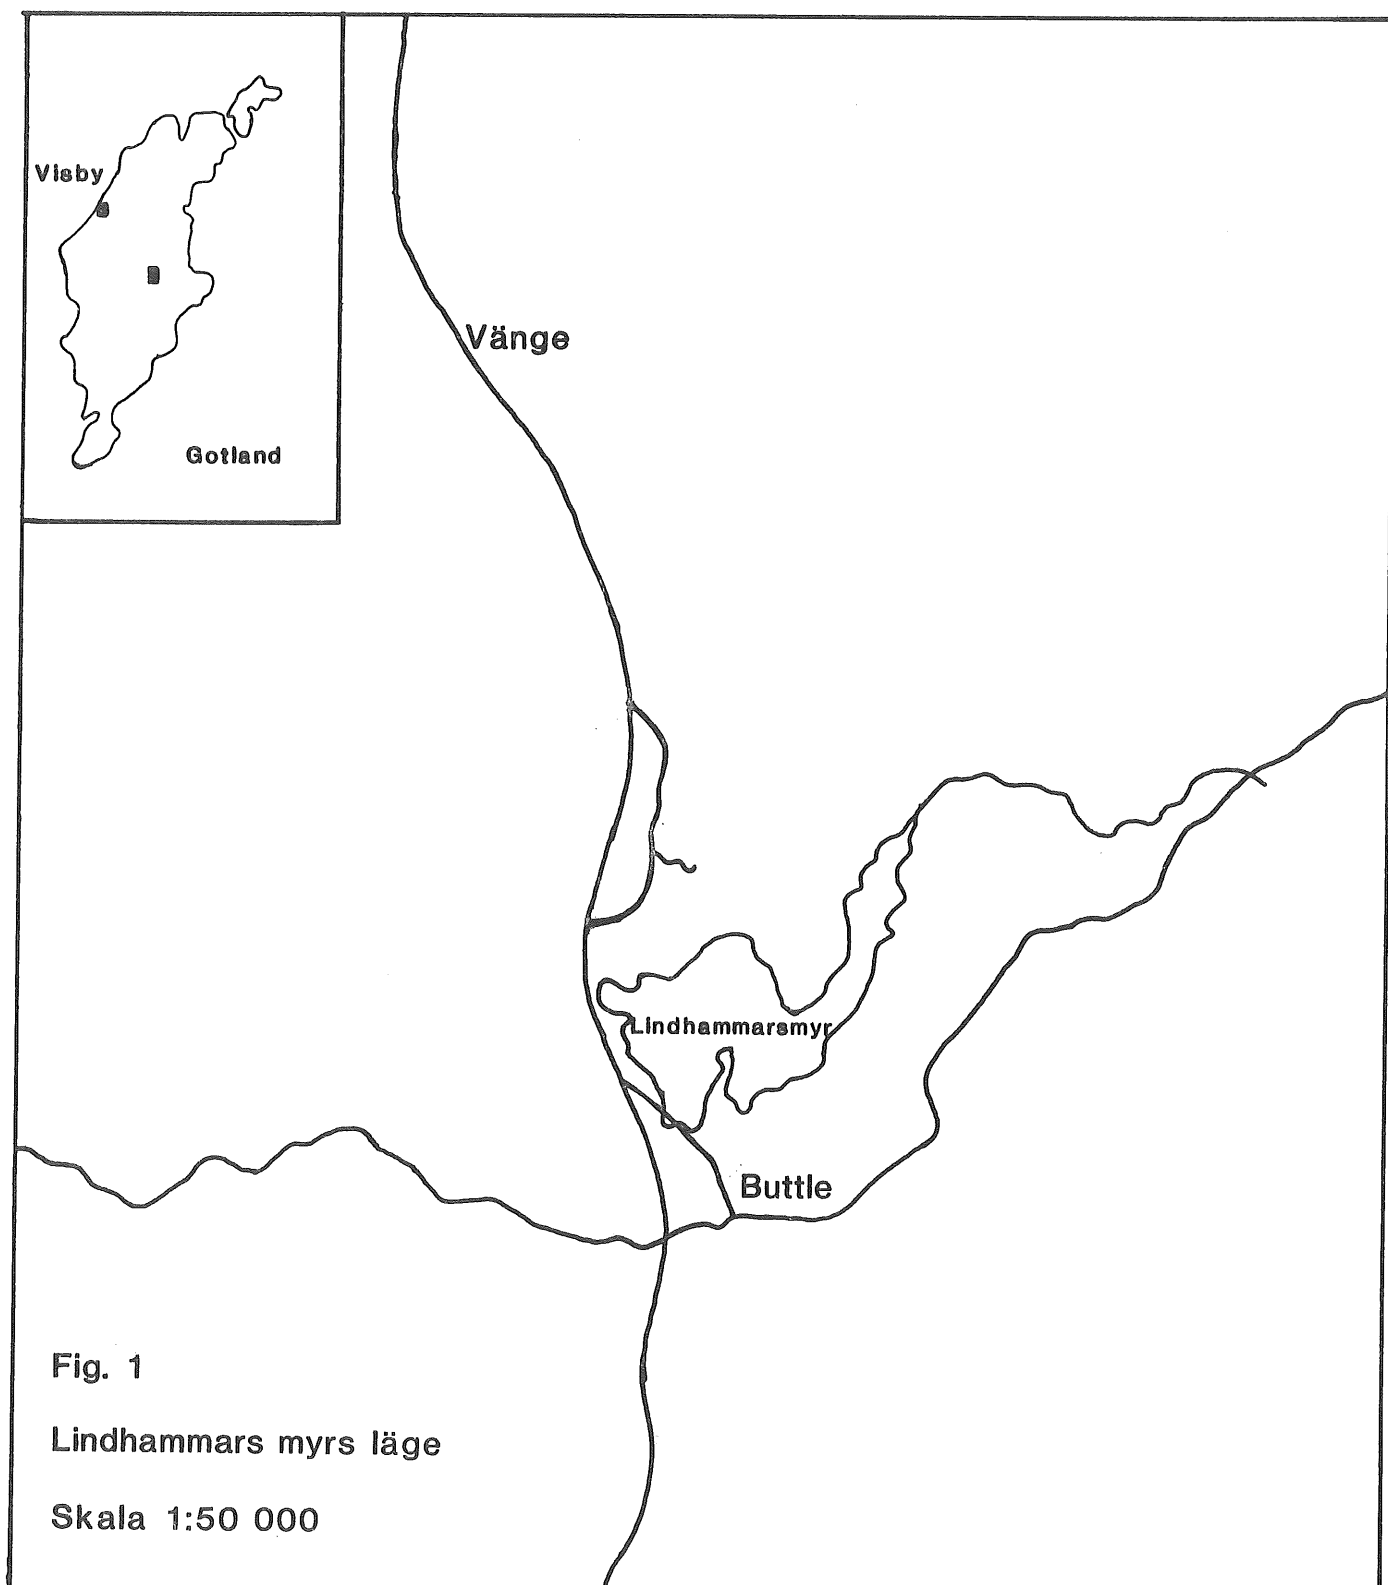 Visby
Gotland
Vänge
Lindhammarsmyr
Buttle
Fig. 1
Lindhammars myrs läge
Skala 1:50 000